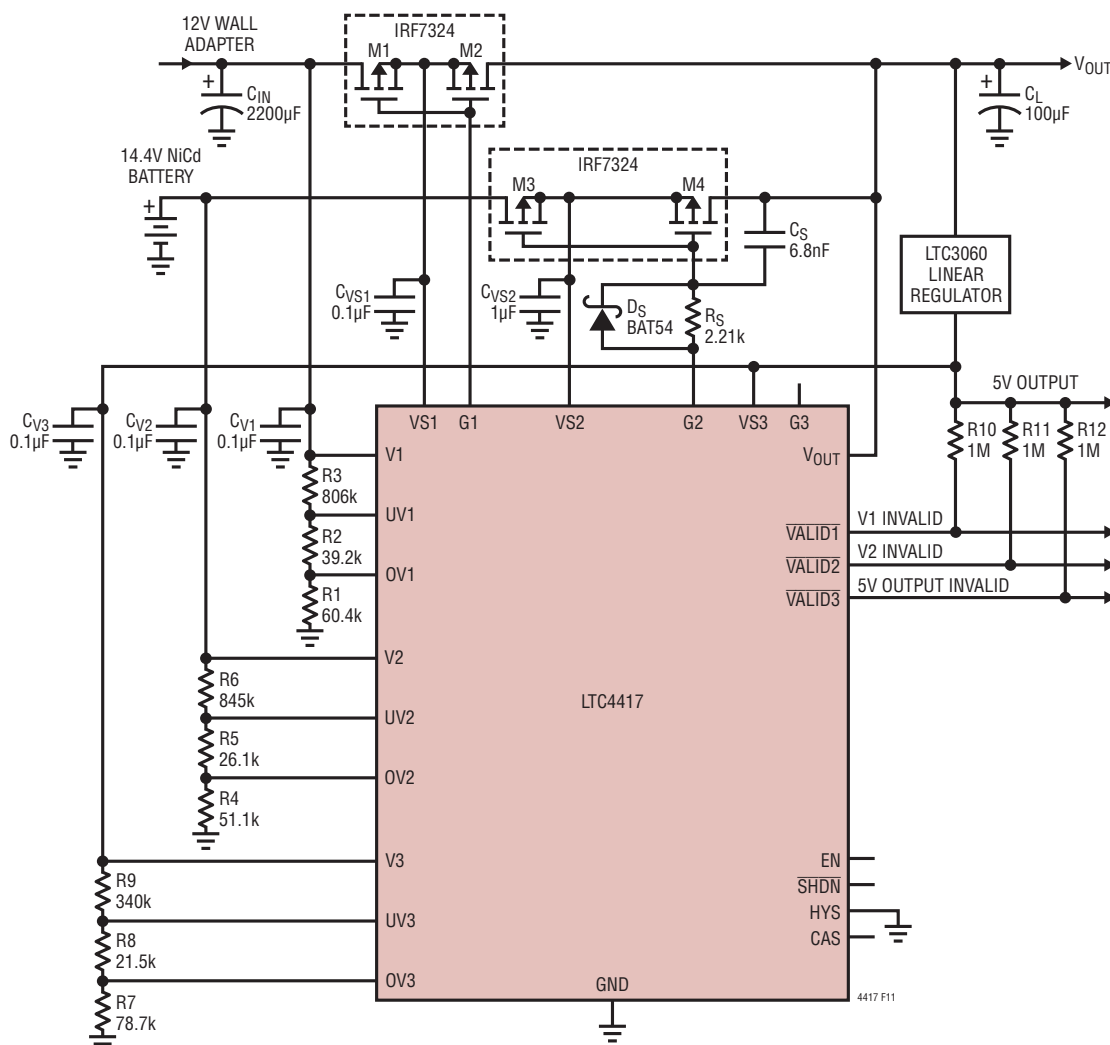 12V WALL
ADAPTER
IRF7324
M1
M2
VOUT
+
CIN
2200µF
+
CL
100µF
14.4V NiCd
BATTERY
+
IRF7324
M3
M4
CS
6.8nF
LTC3060
LINEAR
REGULATOR
CVS1
0.1µF
CVS2
1µF
DS
BAT54
RS
2.21k
5V OUTPUT
CV3
0.1µF
CV2
0.1µF
CV1
0.1µF
VS1
G1
VS2
G2
VS3
G3
R10
1M
R11
1M
R12
1M
V1
VOUT
R3
806k
UV1
R2
39.2k
OV1
R1
60.4k
VALID1
V1 INVALID
VALID2
V2 INVALID
VALID3
5V OUTPUT INVALID
V2
R6
845k
UV2
LTC4417
R5
26.1k
OV2
R4
51.1k
V3
R9
340k
UV3
R8
21.5k
OV3
R7
78.7k
EN
SHDN
HYS
CAS
GND
4417 F11